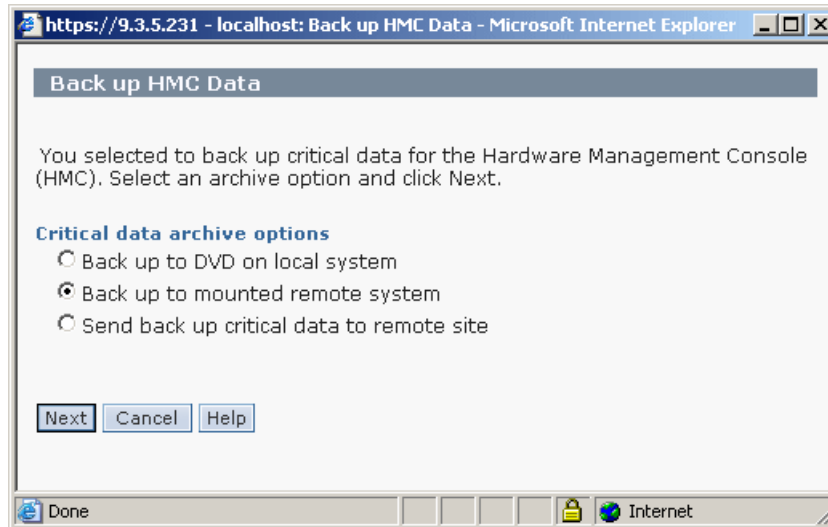 https://9.3.5.231 - localhost: Back up HMC Data - Microsoft Internet Explorer
Back up HMC Data
You selected to back up critical data for the Hardware Management Console
(HMC). Select an archive option and click Next.
Critical data archive options
Back up to DVD on local system
Back up to mounted remote system
Send back up critical data to remote site
Next Cancel Help
Done Internet